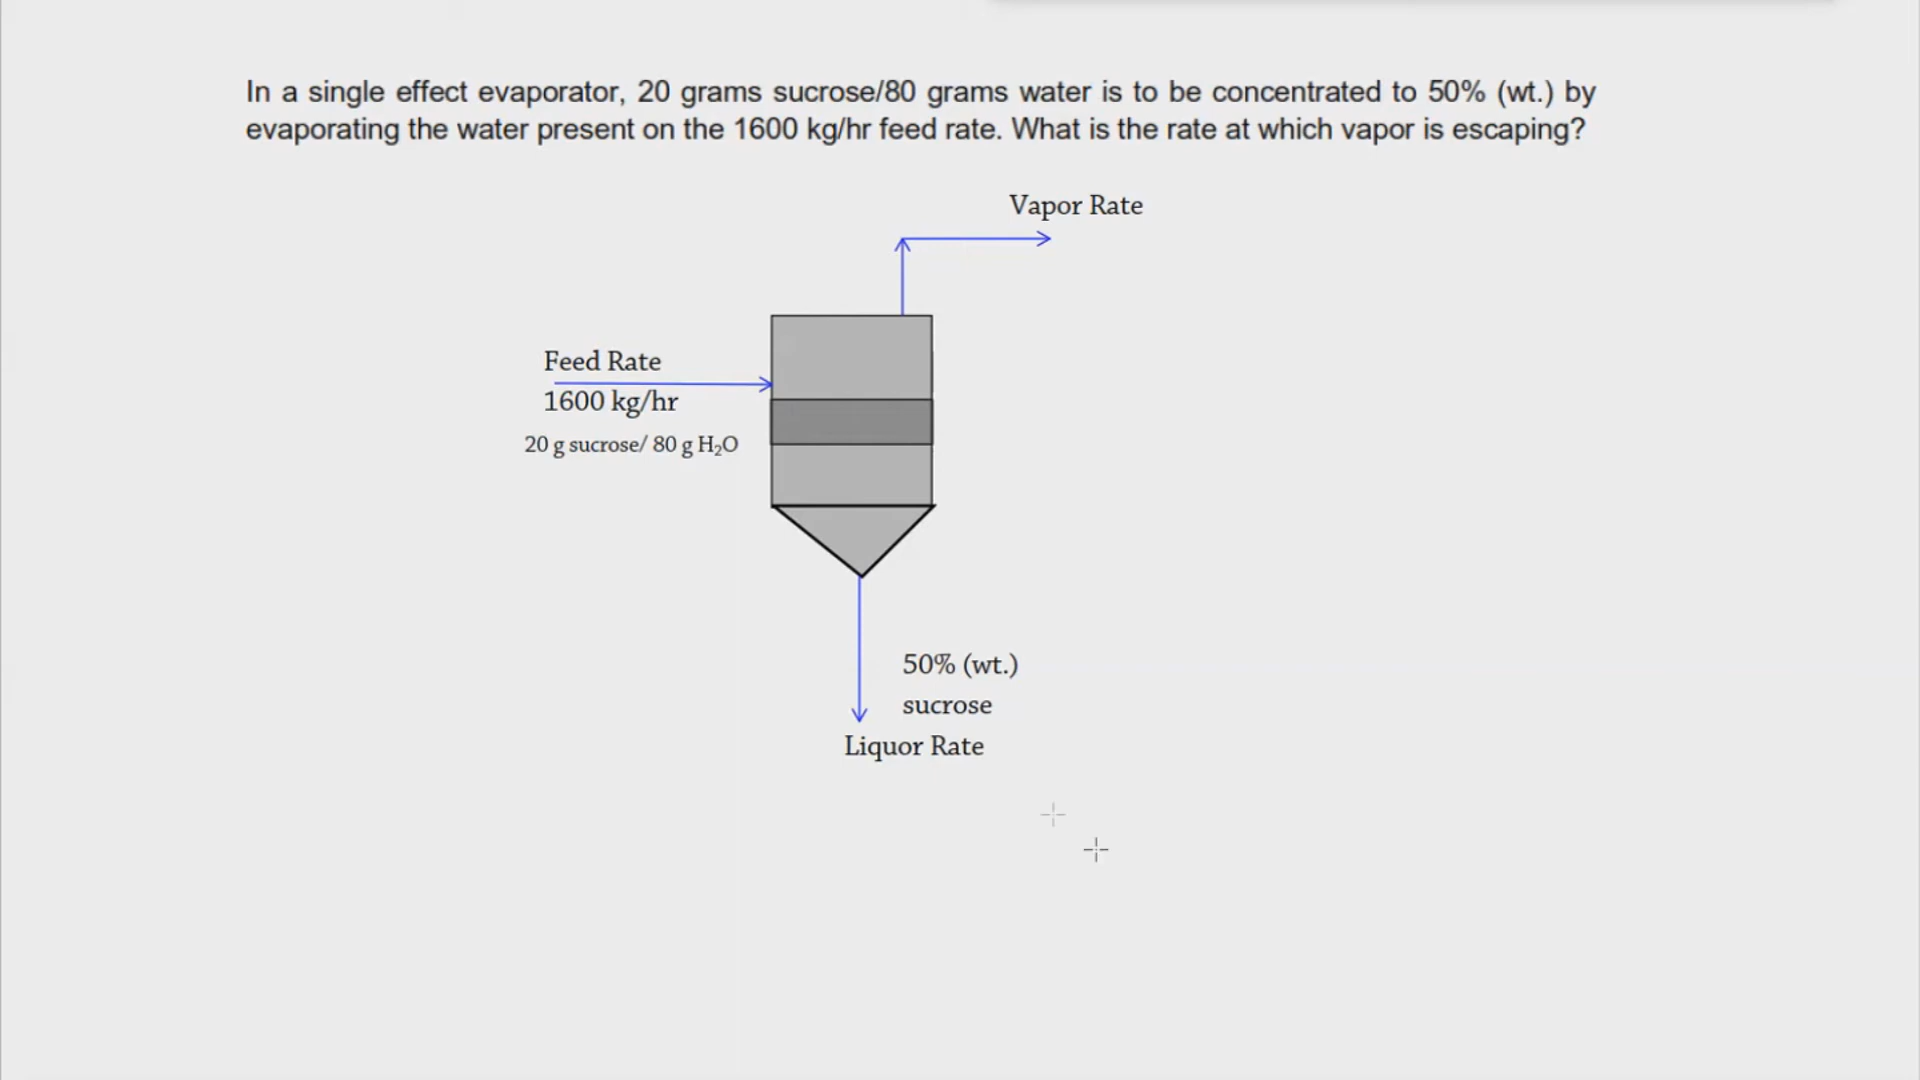 In a single effect evaporator, 20 grams sucrose/80 grams water is to be concentrated to 50% (wt.) by
evaporating the water present on the 1600 kg/hr feed rate. What is the rate at which vapor is escaping?
Vapor Rate
Feed Rate
1600 kg/hr
20 g sucrose/ 80 g H₂O
50% (wt.)
sucrose
Liquor Rate